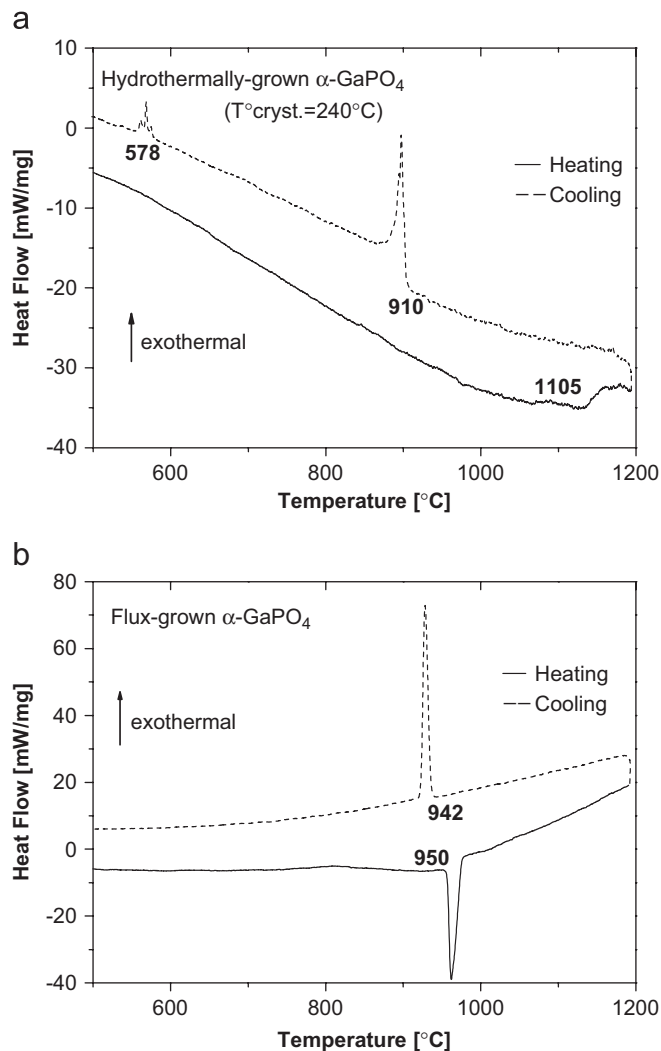 a
10
Hydrothermally-grown α-GaPO₄
(T°cryst.=240°C)
0
578
Heating
Cooling
-10
-20
910
exothermal
-30
1105
-40
600
800
1000
1200
Heat Flow [mW/mg]
Temperature [°C]
b
80
Flux-grown α-GaPO₄
60
Heating
Cooling
40
exothermal
20
942
0
950
-20
-40
600
800
1000
1200
Heat Flow [mW/mg]
Temperature [°C]